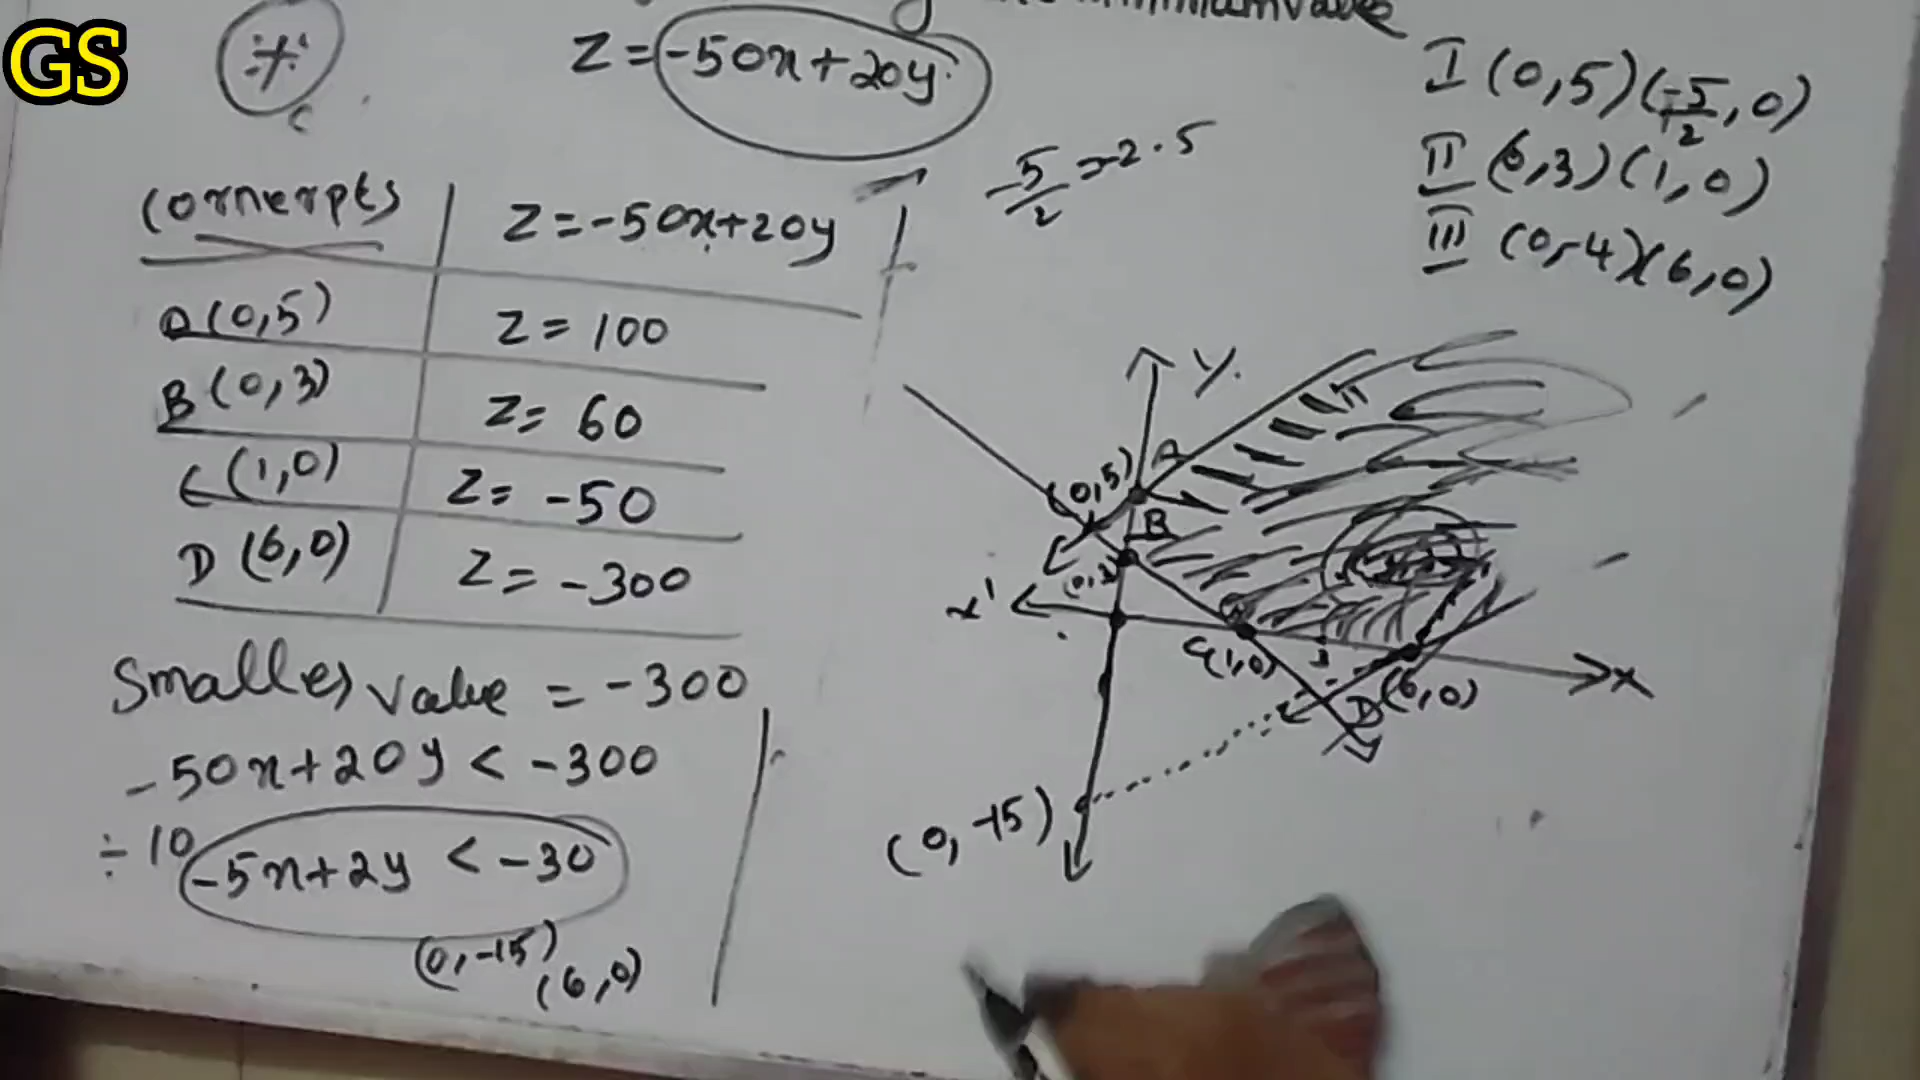 GS
Z = -50x + 20y
I (0,5) (-5/2, 0)
II (6,3) (1,0)
III (0,-4) (6,0)
-5/2 = -2.5
Cornerpts | Z = -50x+20y
A (0,5) | Z = 100
B (0,3) | Z = 60
C (1,0) | Z = -50
D (6,0) | Z = -300
Smallest value = -300
-50x+20y < -300
÷10 -5x+2y < -30
(0,-15) (6,0)
Y
(0,5) A
B
x'
C(1,0)
D (6,0)
x
(0,-15)